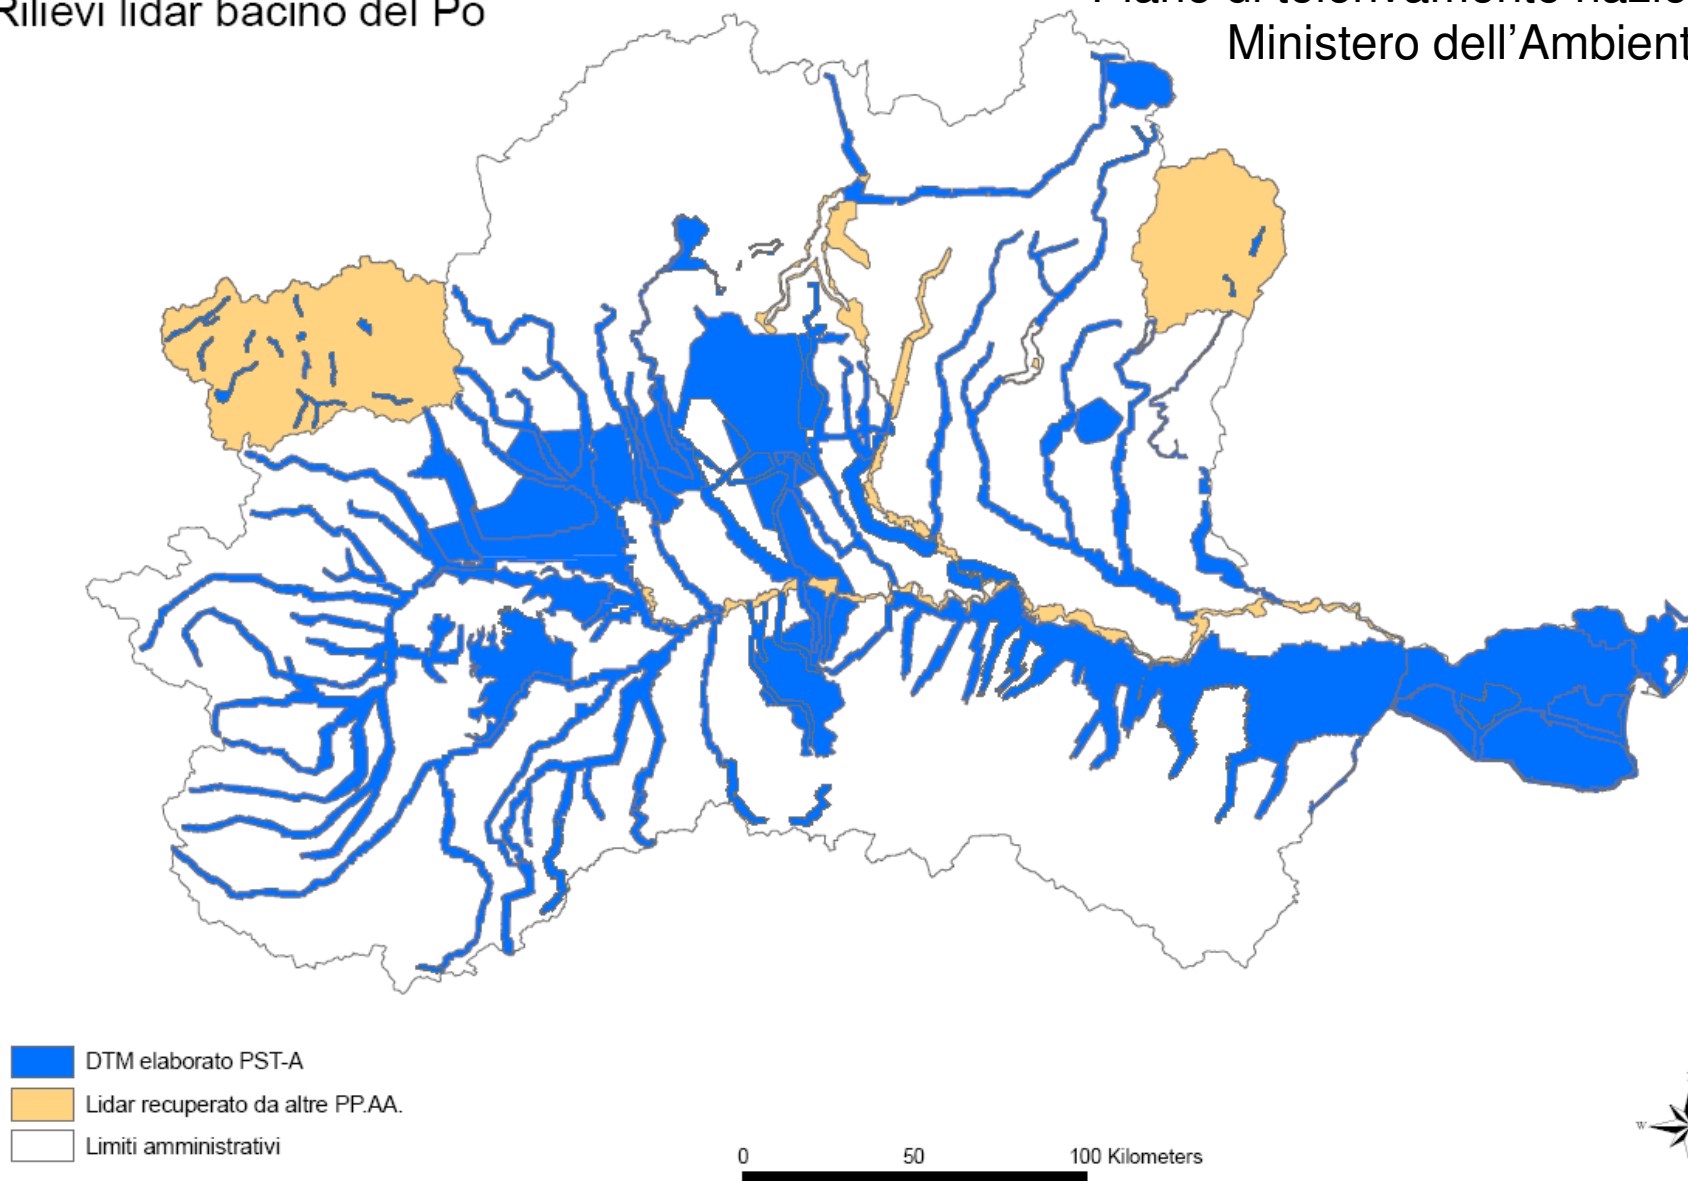 Rilievi lidar bacino del Po
Ministero dell'Ambient
DTM elaborato PST-A
Lidar recuperato da altre PP.AA.
Limiti amministrativi
0 50 100 Kilometers
W